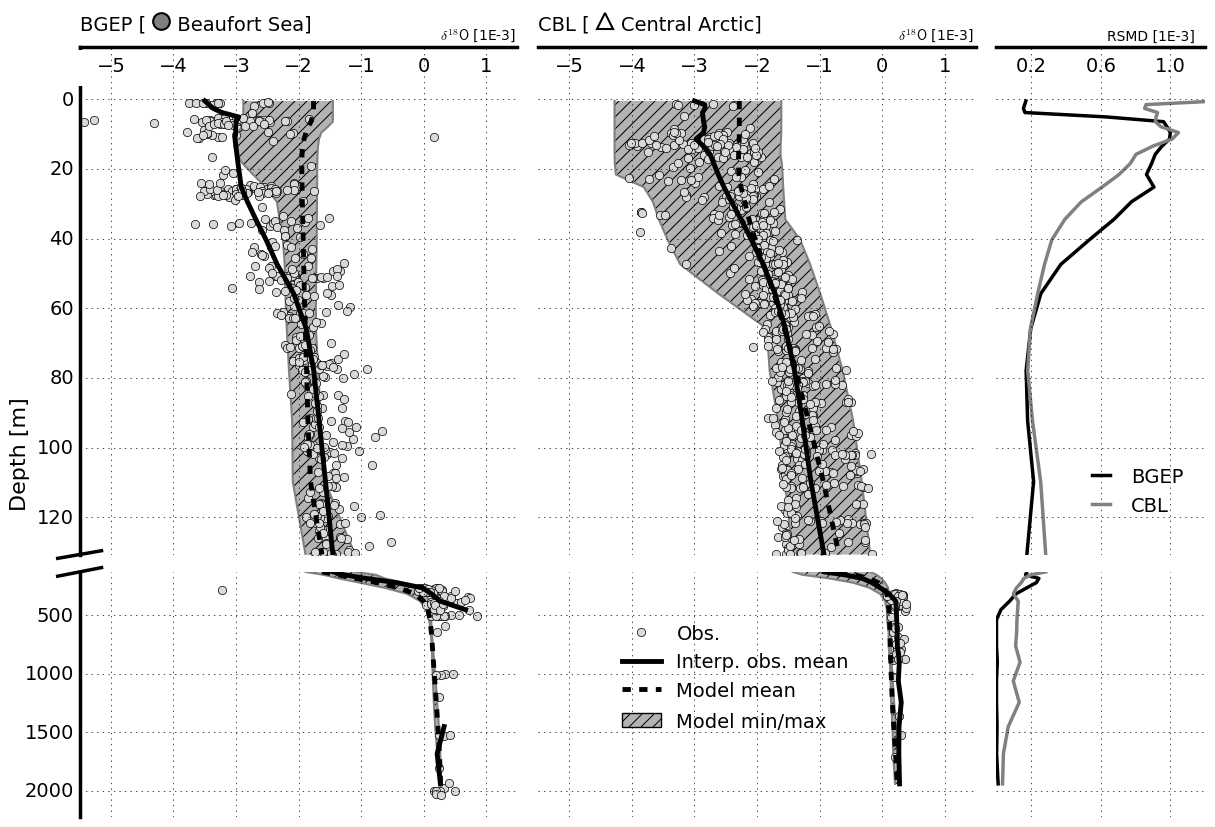 BGEP [ Beaufort Sea]
δ¹⁸O [1E-3]
CBL [ Central Arctic]
δ¹⁸O [1E-3]
RSMD [1E-3]
−5 −4 −3 −2 −1 0 1
−5 −4 −3 −2 −1 0 1
0.2 0.6 1.0
0
20
40
60
80
100
120
Depth [m]
BGEP
CBL
500
1000
1500
2000
Obs.
Interp. obs. mean
Model mean
Model min/max